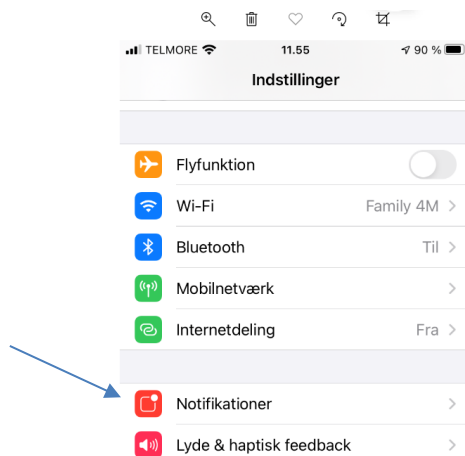 TELMORE 11.55 90 %
Indstillinger
Flyfunktion
Wi-Fi Family 4M
Bluetooth Til
Mobilnetværk
Internetdeling Fra
Notifikationer
Lyde & haptisk feedback